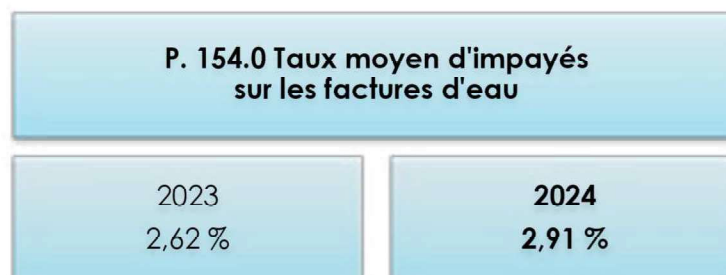 P. 154.0 Taux moyen d'impayés
sur les factures d'eau
2023
2,62 %
2024
2,91 %